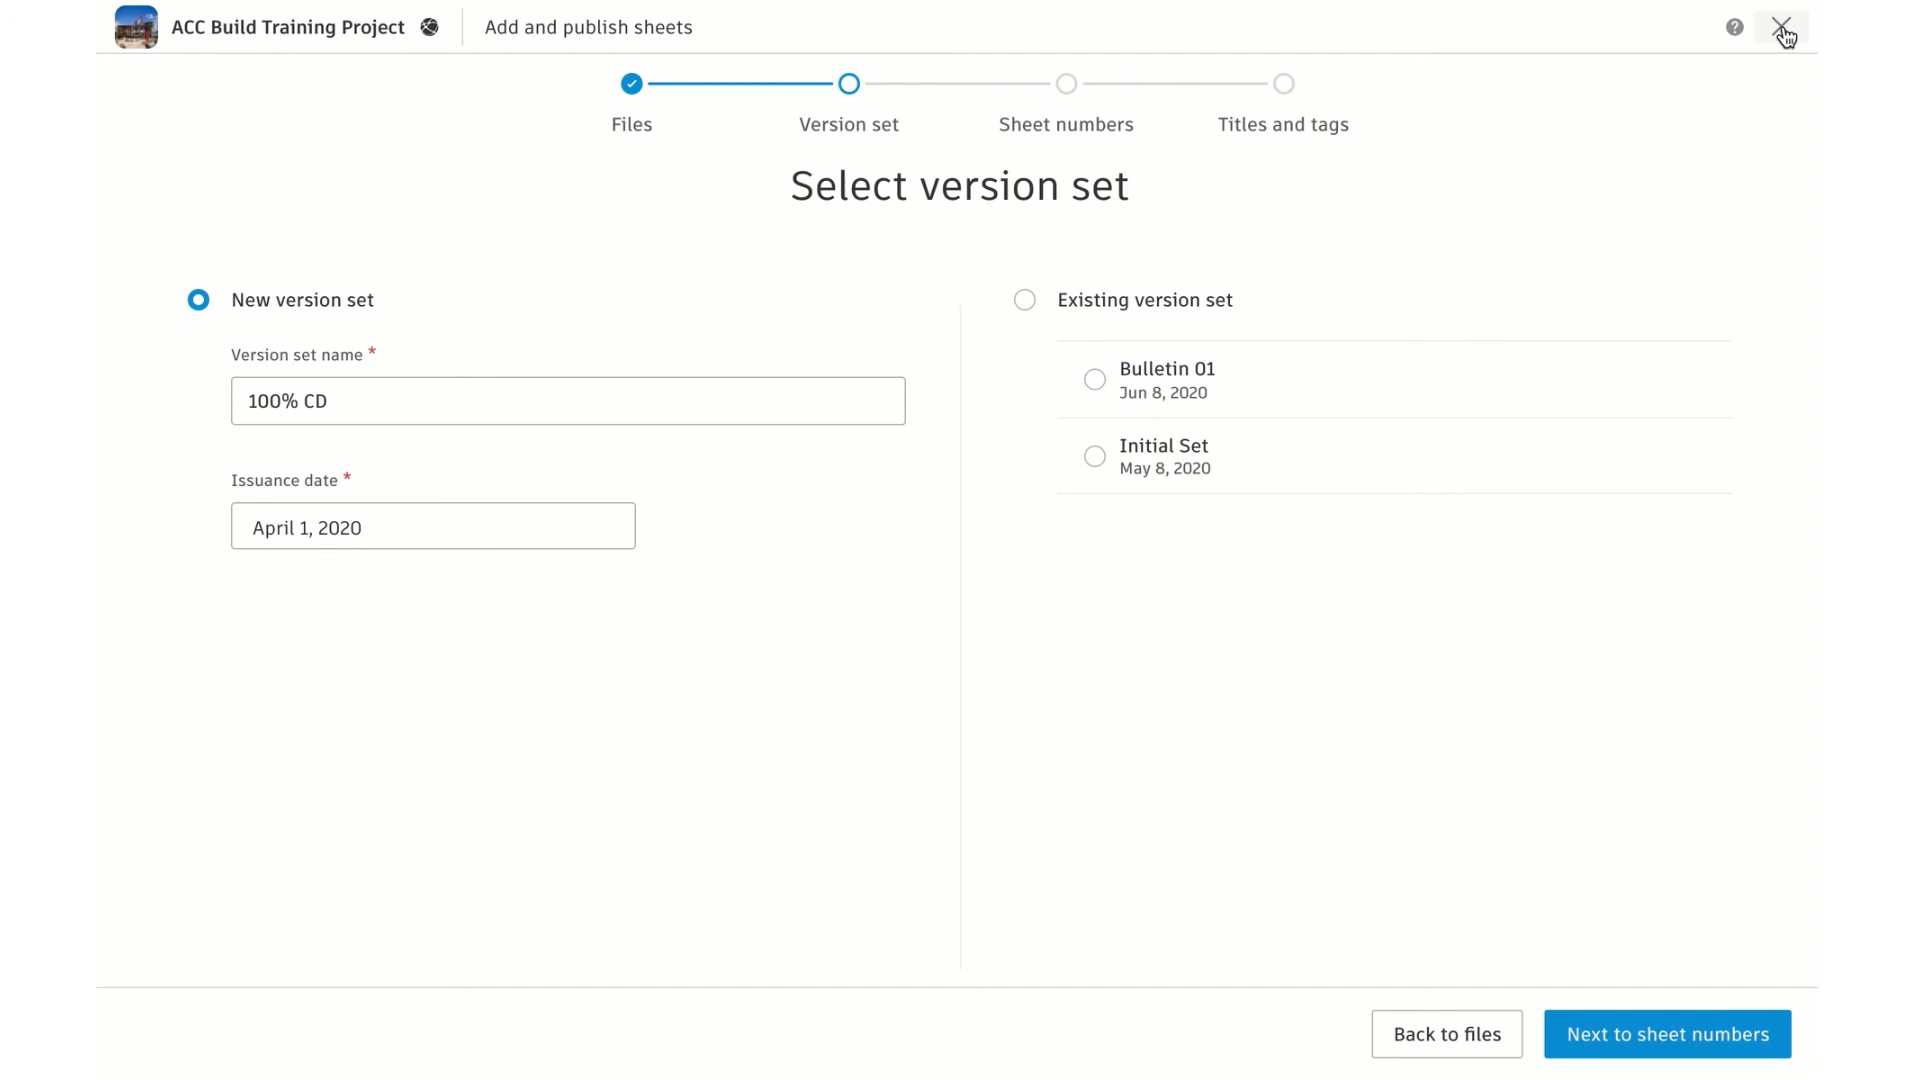 ACC Build Training Project
Add and publish sheets
?
Files
Version set
Sheet numbers
Titles and tags
Select version set
New version set
Version set name *
100% CD
Issuance date *
April 1, 2020
Existing version set
Bulletin 01
Jun 8, 2020
Initial Set
May 8, 2020
Back to files
Next to sheet numbers